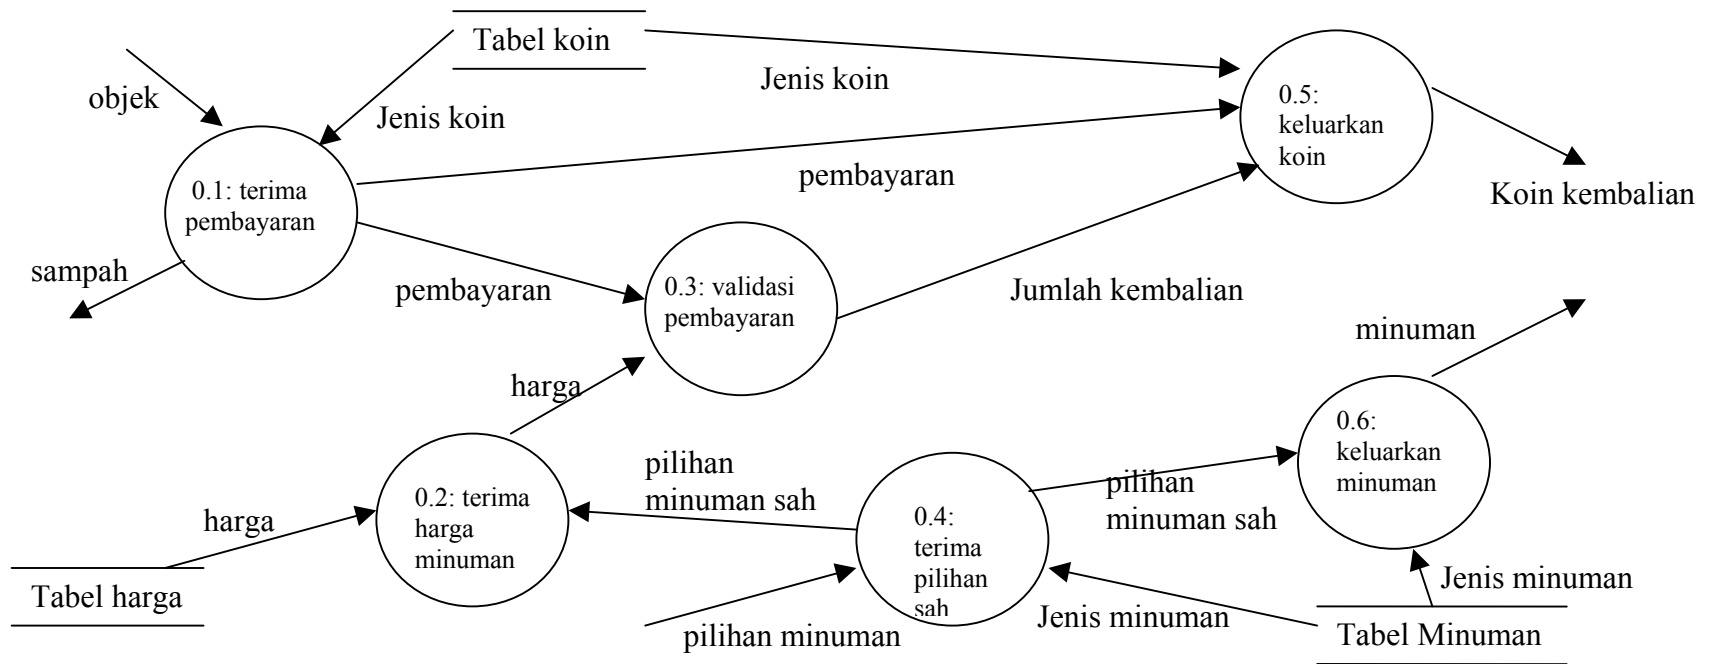 Tabel koin
objek
Jenis koin
Jenis koin
0.1: terima
pembayaran
0.5:
keluarkan
koin
pembayaran
Koin kembalian
sampah
pembayaran
0.3: validasi
pembayaran
Jumlah kembalian
minuman
harga
0.2: terima
harga
minuman
pilihan
minuman sah
0.4:
terima
pilihan
sah
pilihan
minuman sah
0.6:
keluarkan
minuman
harga
Tabel harga
pilihan minuman
Jenis minuman
Jenis minuman
Tabel Minuman